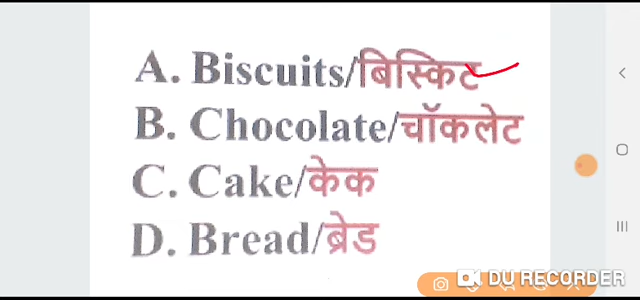 A. Biscuits/बिस्किट
B. Chocolate/चॉकलेट
C. Cake/केक
D. Bread/ब्रेड
DU RECORDER